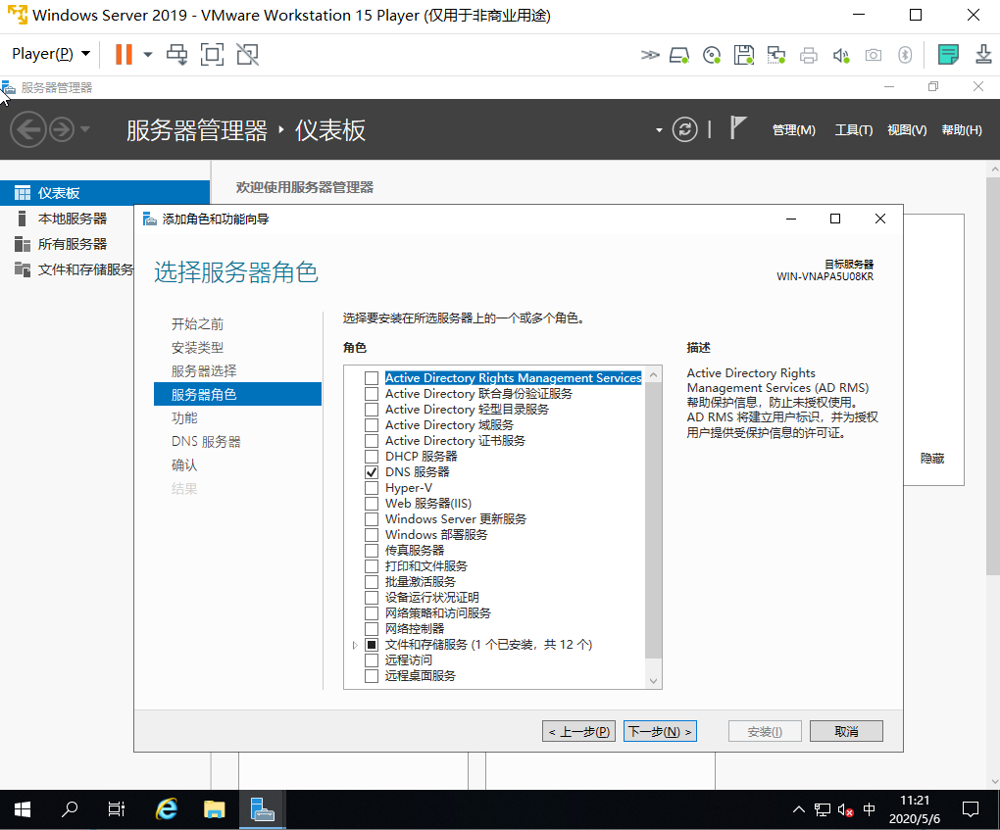 Windows Server 2019 - VMware Workstation 15 Player (仅用于非商业用途)
Player(P)
服务器管理器
服务器管理器 · 仪表板
管理(M) 工具(T) 视图(V) 帮助(H)
仪表板
本地服务器
所有服务器
文件和存储服务
欢迎使用服务器管理器
添加角色和功能向导
选择服务器角色
目标服务器
WIN-VNAPA5U08KR
开始之前
安装类型
服务器选择
服务器角色
功能
DNS 服务器
确认
结果
选择要安装在所选服务器上的一个或多个角色。
角色
Active Directory Rights Management Services
Active Directory 联合身份验证服务
Active Directory 轻型目录服务
Active Directory 域服务
Active Directory 证书服务
DHCP 服务器
DNS 服务器
Hyper-V
Web 服务器(IIS)
Windows Server 更新服务
Windows 部署服务
传真服务器
打印和文件服务
批量激活服务
设备运行状况证明
网络策略和访问服务
网络控制器
文件和存储服务 (1 个已安装，共 12 个)
远程访问
远程桌面服务
描述
Active Directory Rights
Management Services (AD RMS)
帮助保护信息，防止未授权使用。
AD RMS 将建立用户标识，并为授权
用户提供受保护信息的许可证。
隐藏
< 上一步(P)
下一步(N) >
安装(I)
取消
中
11:21
2020/5/6